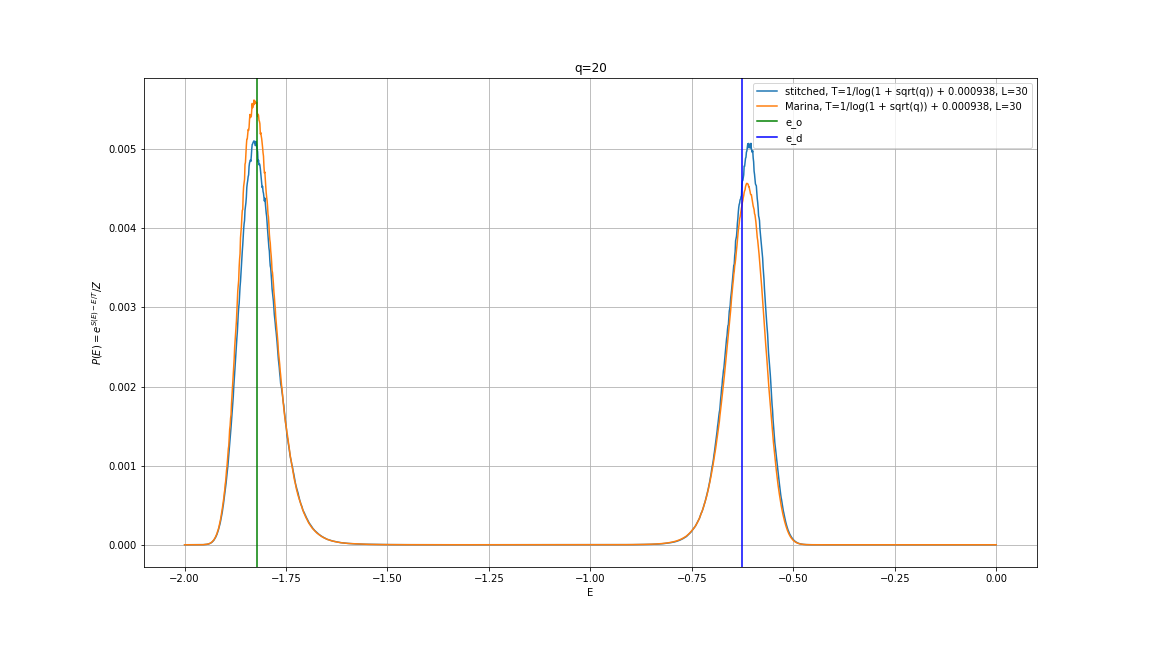 q=20
stitched, T=1/log(1 + sqrt(q)) + 0.000938, L=30
Marina, T=1/log(1 + sqrt(q)) + 0.000938, L=30
e_o
e_d
P(E) = e^{S(E) − E/T}/Z
0.005
0.004
0.003
0.002
0.001
0.000
−2.00 −1.75 −1.50 −1.25 −1.00 −0.75 −0.50 −0.25 0.00
E